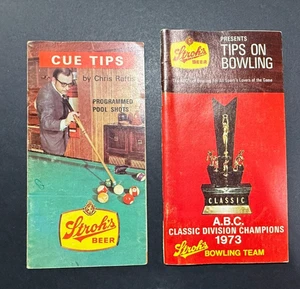 CUE TIPS
by Chris Raftis
PROGRAMMED
POOL SHOTS
Stroh's
BEER
Stroh's
BEER
PRESENTS
TIPS ON
BOWLING
CLASSIC
A.B.C.
CLASSIC DIVISION CHAMPIONS
1973
Stroh's BOWLING TEAM